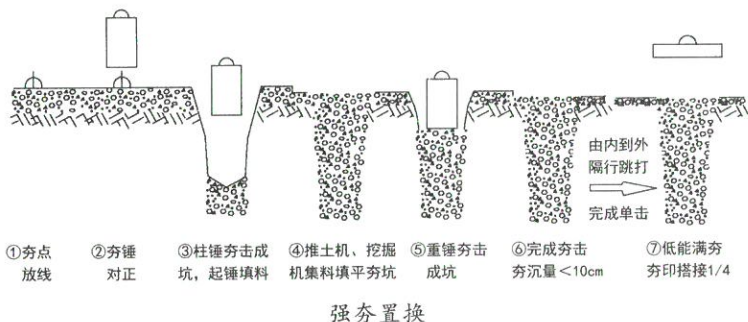 由内到外
隔行跳打
完成单击
①夯点
放线
②夯锤
对正
③柱锤夯击成
坑，起锤填料
④推土机、挖掘
机集料填平夯坑
⑤重锤夯击
成坑
⑥完成夯击
夯沉量＜10cm
⑦低能满夯
夯印搭接1/4
强夯置换